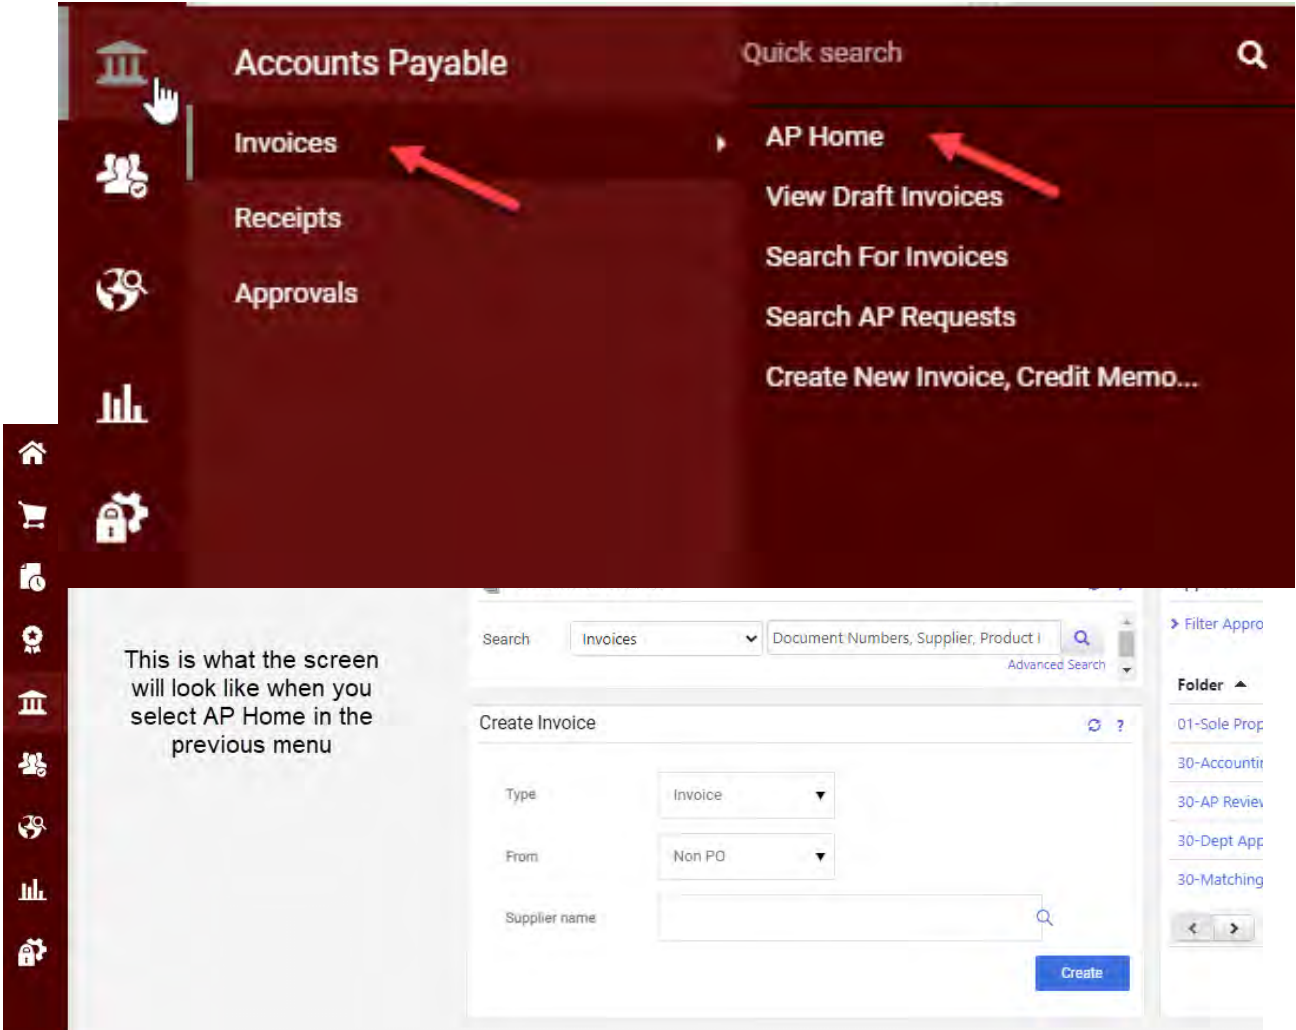 Accounts Payable
Quick search
Invoices
AP Home
View Draft Invoices
Receipts
Search For Invoices
Approvals
Search AP Requests
Create New Invoice, Credit Memo...
This is what the screen
will look like when you
select AP Home in the
previous menu
?
Search
Invoices
Document Numbers, Supplier, Product I
Advanced Search
Create Invoice
?
Type
Invoice
From
Non PO
Supplier name
Create
Filter Appro
Folder
01-Sole Prop
30-Accountin
30-AP Review
30-Dept App
30-Matching